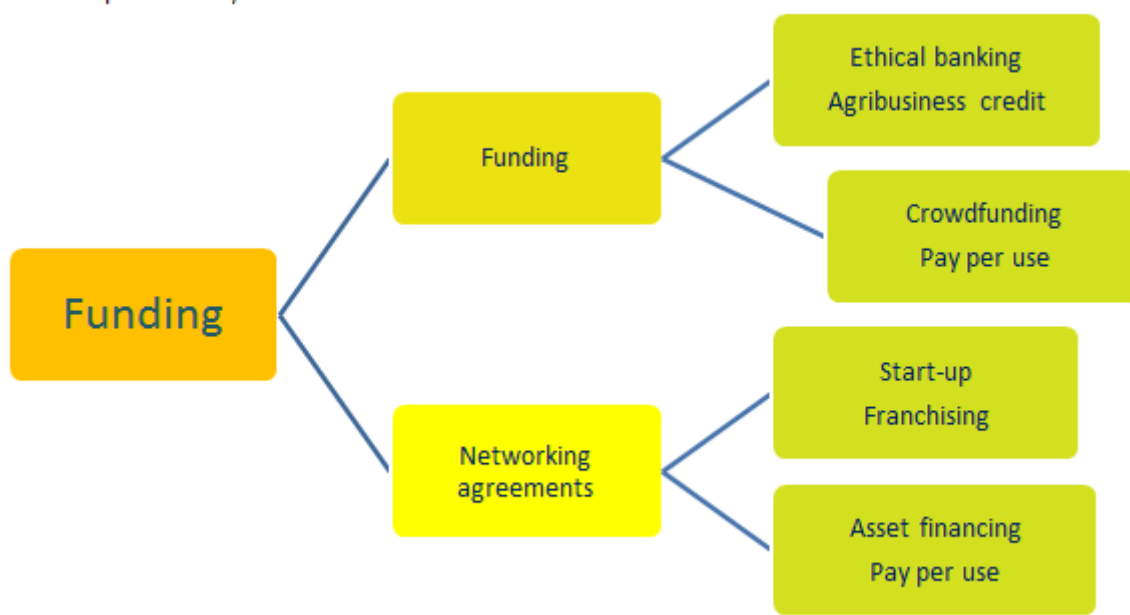 Funding
Funding
Networking
agreements
Ethical banking
Agribusiness credit
Crowdfunding
Pay per use
Start-up
Franchising
Asset financing
Pay per use